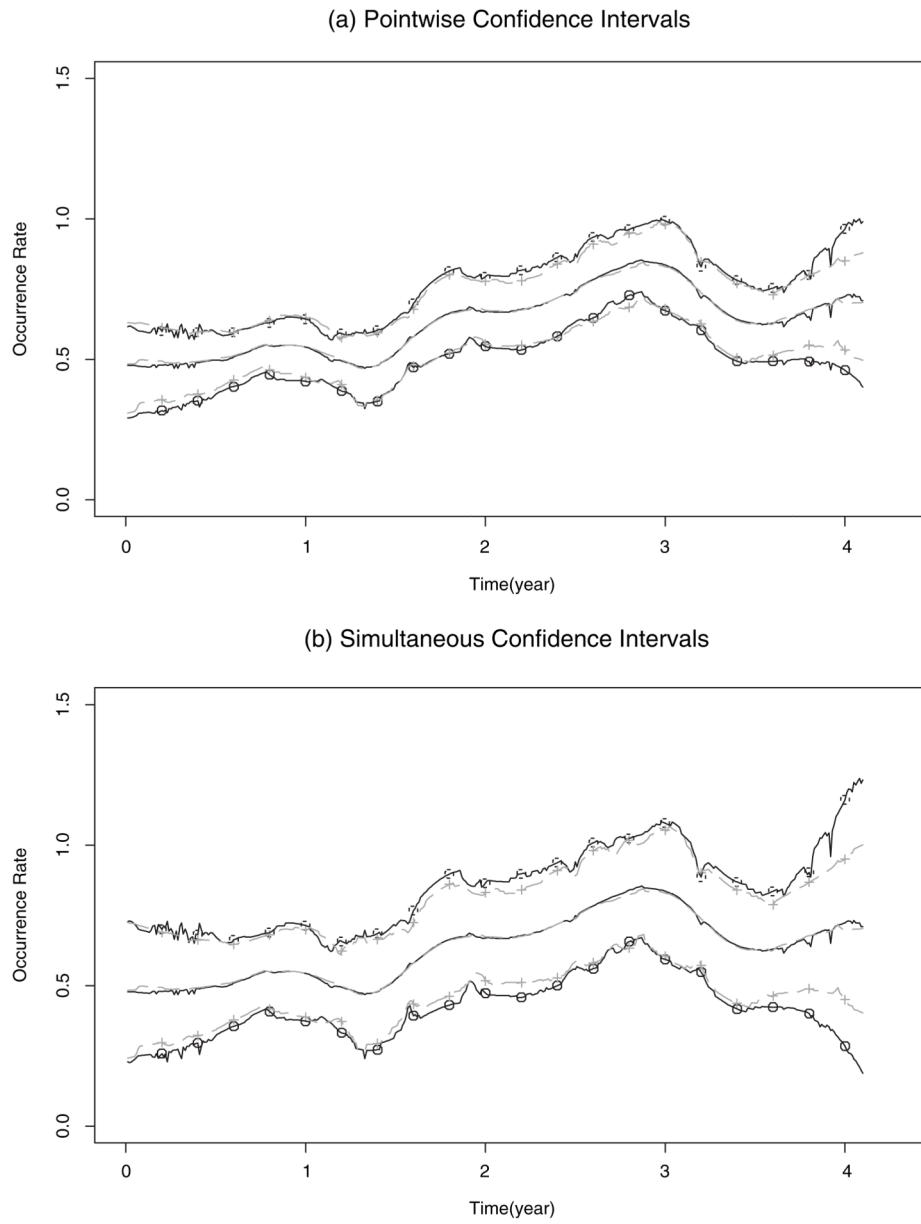 (a) Pointwise Confidence Intervals
1.5
1.0
0.5
0.0
Occurrence Rate
0 1 2 3 4
Time(year)
(b) Simultaneous Confidence Intervals
1.5
1.0
0.5
0.0
Occurrence Rate
0 1 2 3 4
Time(year)